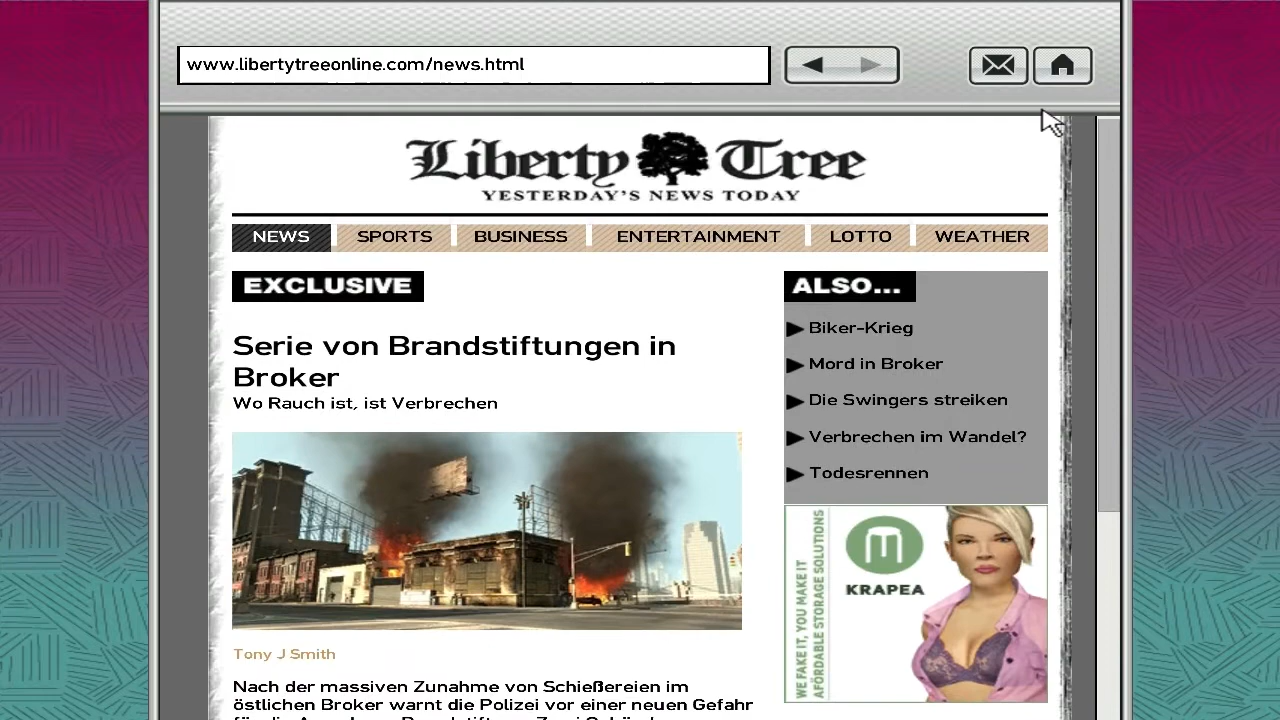 www.libertytreeonline.com/news.html
Liberty Tree
YESTERDAY'S NEWS TODAY
NEWS SPORTS BUSINESS ENTERTAINMENT LOTTO WEATHER
EXCLUSIVE
Serie von Brandstiftungen in
Broker
Wo Rauch ist, ist Verbrechen
Tony J Smith
Nach der massiven Zunahme von Schießereien im
östlichen Broker warnt die Polizei vor einer neuen Gefahr
ALSO...
Biker-Krieg
Mord in Broker
Die Swingers streiken
Verbrechen im Wandel?
Todesrennen
WE FAKE IT, YOU MAKE IT
AFÖRDABLE STORAGE SOLUTIONS
KRAPEA